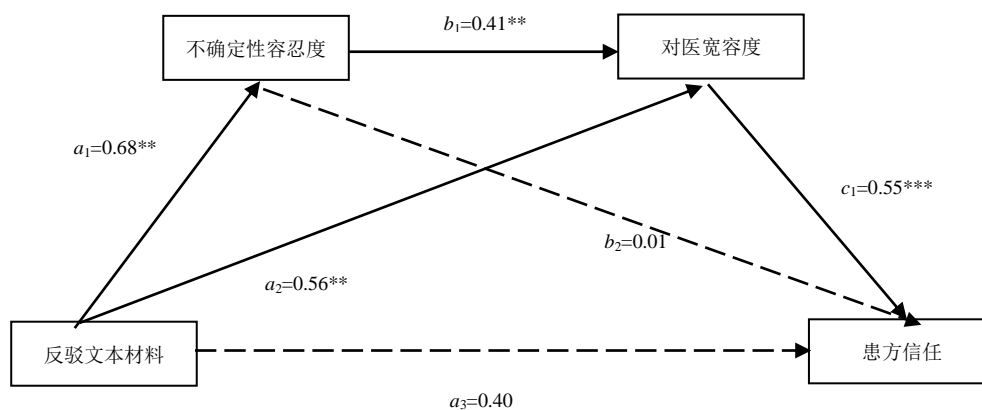 b₁=0.41**
不确定性容忍度
对医宽容度
a₁=0.68**
c₁=0.55***
b₂=0.01
a₂=0.56**
反驳文本材料
患方信任
a₃=0.40